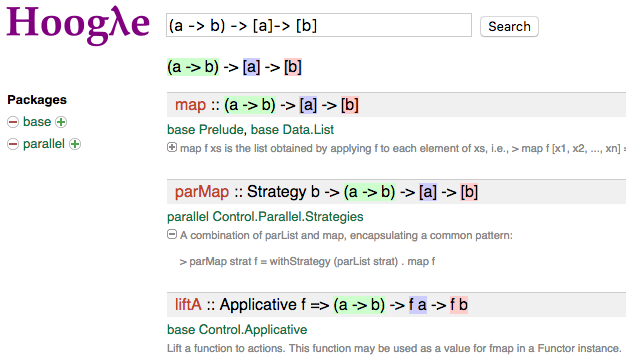 Hoogλe
(a -> b) -> [a]-> [b]
Search
(a -> b) -> [a] -> [b]
Packages
base
parallel
map :: (a -> b) -> [a] -> [b]
base Prelude, base Data.List
map f xs is the list obtained by applying f to each element of xs, i.e., > map f [x1, x2, ..., xn] =
parMap :: Strategy b -> (a -> b) -> [a] -> [b]
parallel Control.Parallel.Strategies
A combination of parList and map, encapsulating a common pattern:
> parMap strat f = withStrategy (parList strat) . map f
liftA :: Applicative f => (a -> b) -> f a -> f b
base Control.Applicative
Lift a function to actions. This function may be used as a value for fmap in a Functor instance.